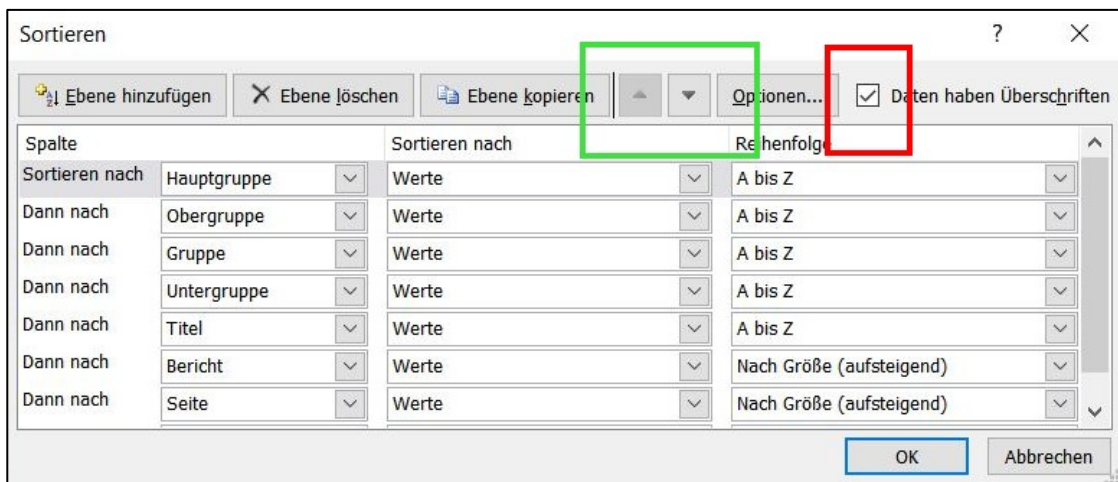 Sortieren ?
Ebene hinzufügen Ebene löschen Ebene kopieren Optionen... Daten haben Überschriften
Spalte Sortieren nach Reihenfolge
Sortieren nach Hauptgruppe Werte A bis Z
Dann nach Obergruppe Werte A bis Z
Dann nach Gruppe Werte A bis Z
Dann nach Untergruppe Werte A bis Z
Dann nach Titel Werte A bis Z
Dann nach Bericht Werte Nach Größe (aufsteigend)
Dann nach Seite Werte Nach Größe (aufsteigend)
OK Abbrechen